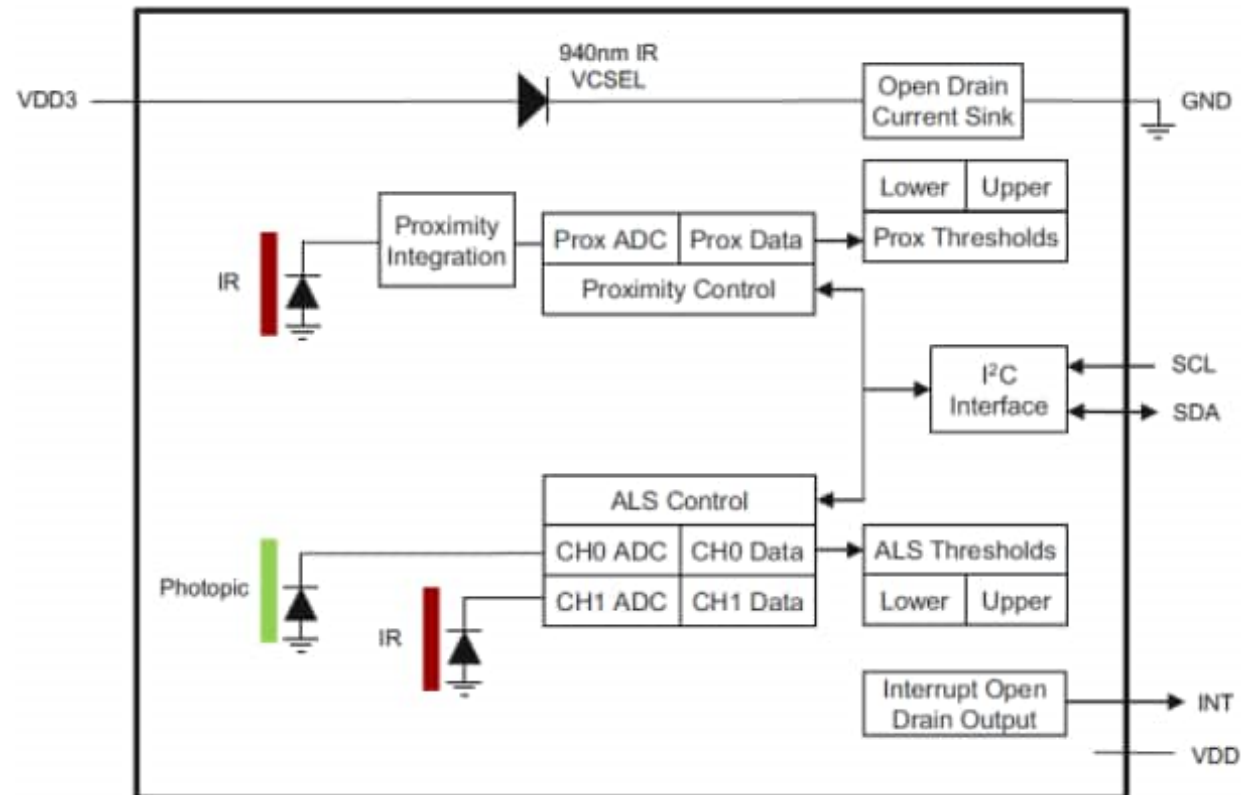 940nm IR
VCSEL
VDD3
Open Drain
Current Sink
GND
Lower Upper
Prox Thresholds
Proximity
Integration
Prox ADC Prox Data
Proximity Control
IR
I²C
Interface
SCL
SDA
ALS Control
CH0 ADC CH0 Data
CH1 ADC CH1 Data
ALS Thresholds
Lower Upper
Photopic
IR
Interrupt Open
Drain Output
INT
VDD